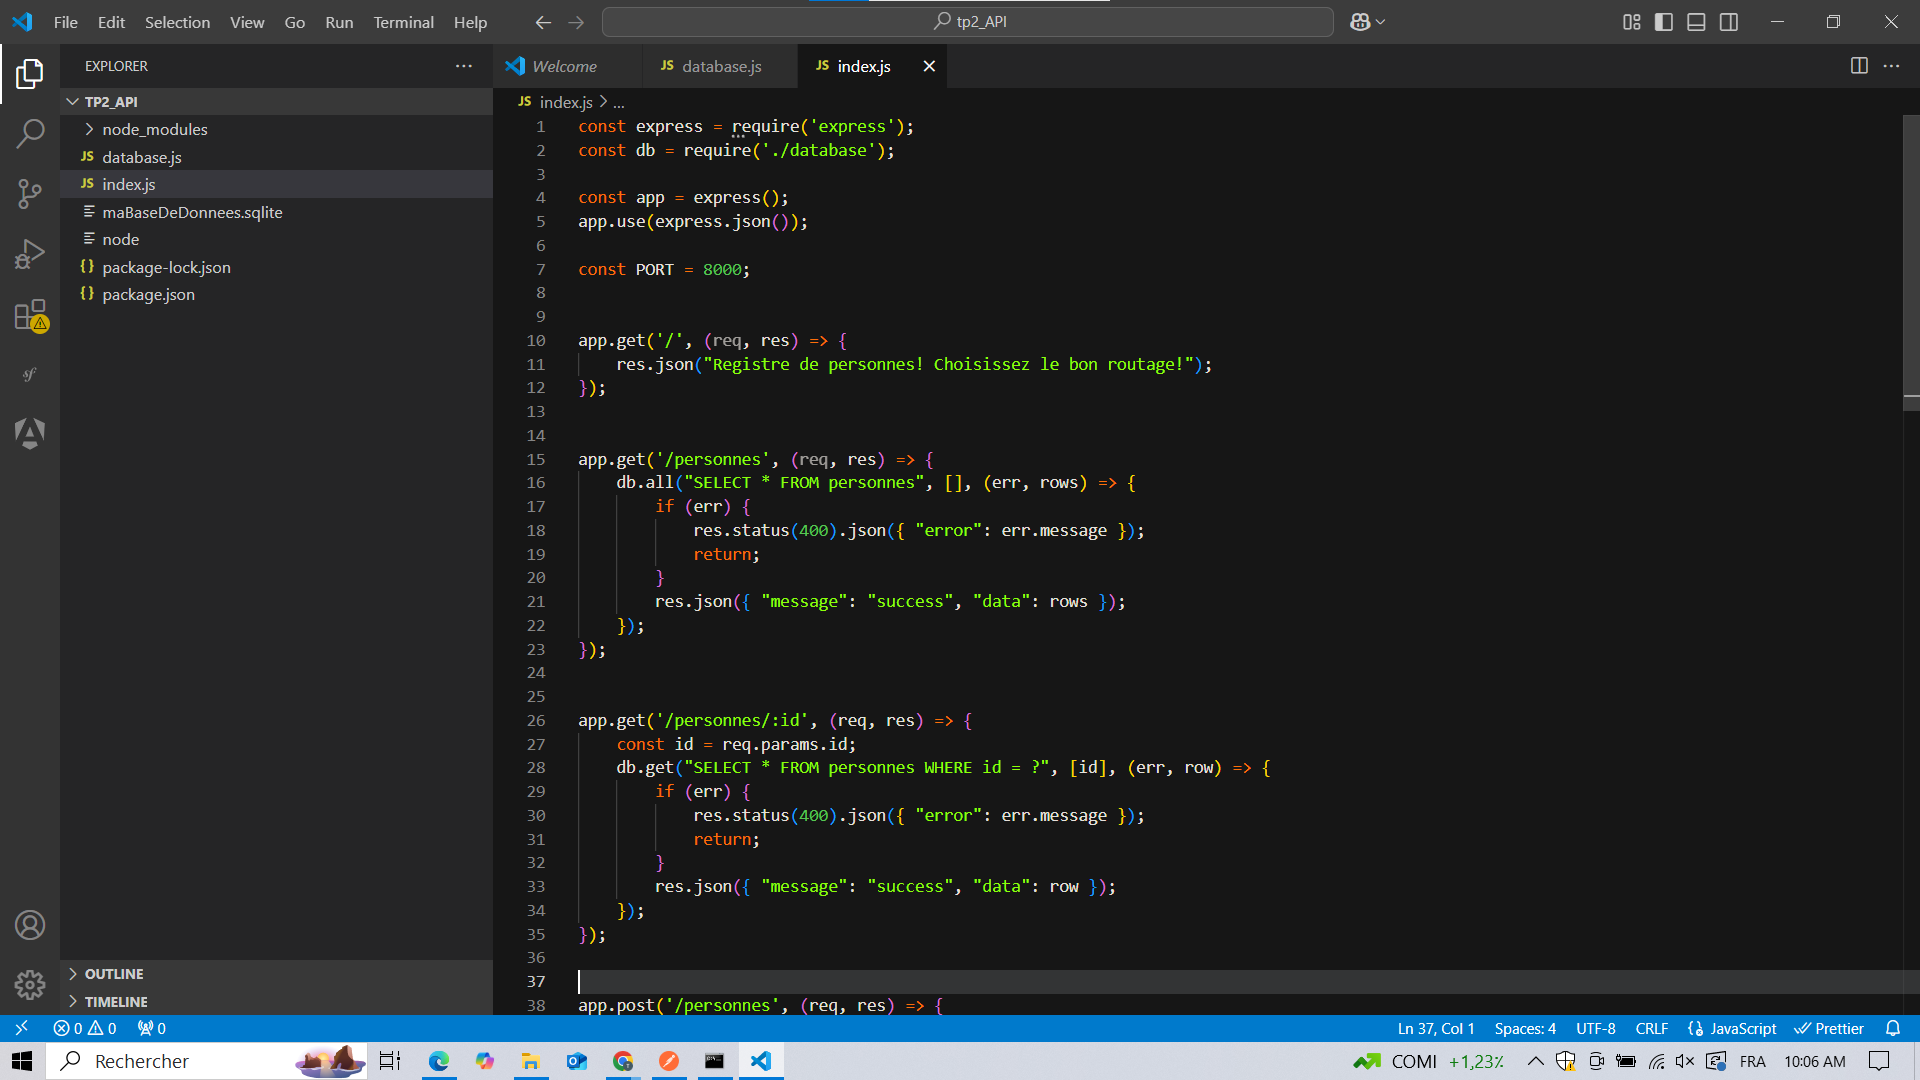 File Edit Selection View Go Run Terminal Help
tp2_API
EXPLORER
TP2_API
node_modules
JS database.js
JS index.js
maBaseDeDonnees.sqlite
node
{} package-lock.json
{} package.json
OUTLINE
TIMELINE
Welcome
JS database.js
JS index.js
JS index.js > ...
1 const express = require('express');
2 const db = require('./database');
3
4 const app = express();
5 app.use(express.json());
6
7 const PORT = 8000;
8
9
10 app.get('/', (req, res) => {
11 res.json("Registre de personnes! Choisissez le bon routage!");
12 });
13
14
15 app.get('/personnes', (req, res) => {
16 db.all("SELECT * FROM personnes", [], (err, rows) => {
17 if (err) {
18 res.status(400).json({ "error": err.message });
19 return;
20 }
21 res.json({ "message": "success", "data": rows });
22 });
23 });
24
25
26 app.get('/personnes/:id', (req, res) => {
27 const id = req.params.id;
28 db.get("SELECT * FROM personnes WHERE id = ?", [id], (err, row) => {
29 if (err) {
30 res.status(400).json({ "error": err.message });
31 return;
32 }
33 res.json({ "message": "success", "data": row });
34 });
35 });
36
37
38 app.post('/personnes', (req, res) => {
0 0 0
Ln 37, Col 1 Spaces: 4 UTF-8 CRLF {} JavaScript Prettier
Rechercher
COMI +1,23% FRA 10:06 AM